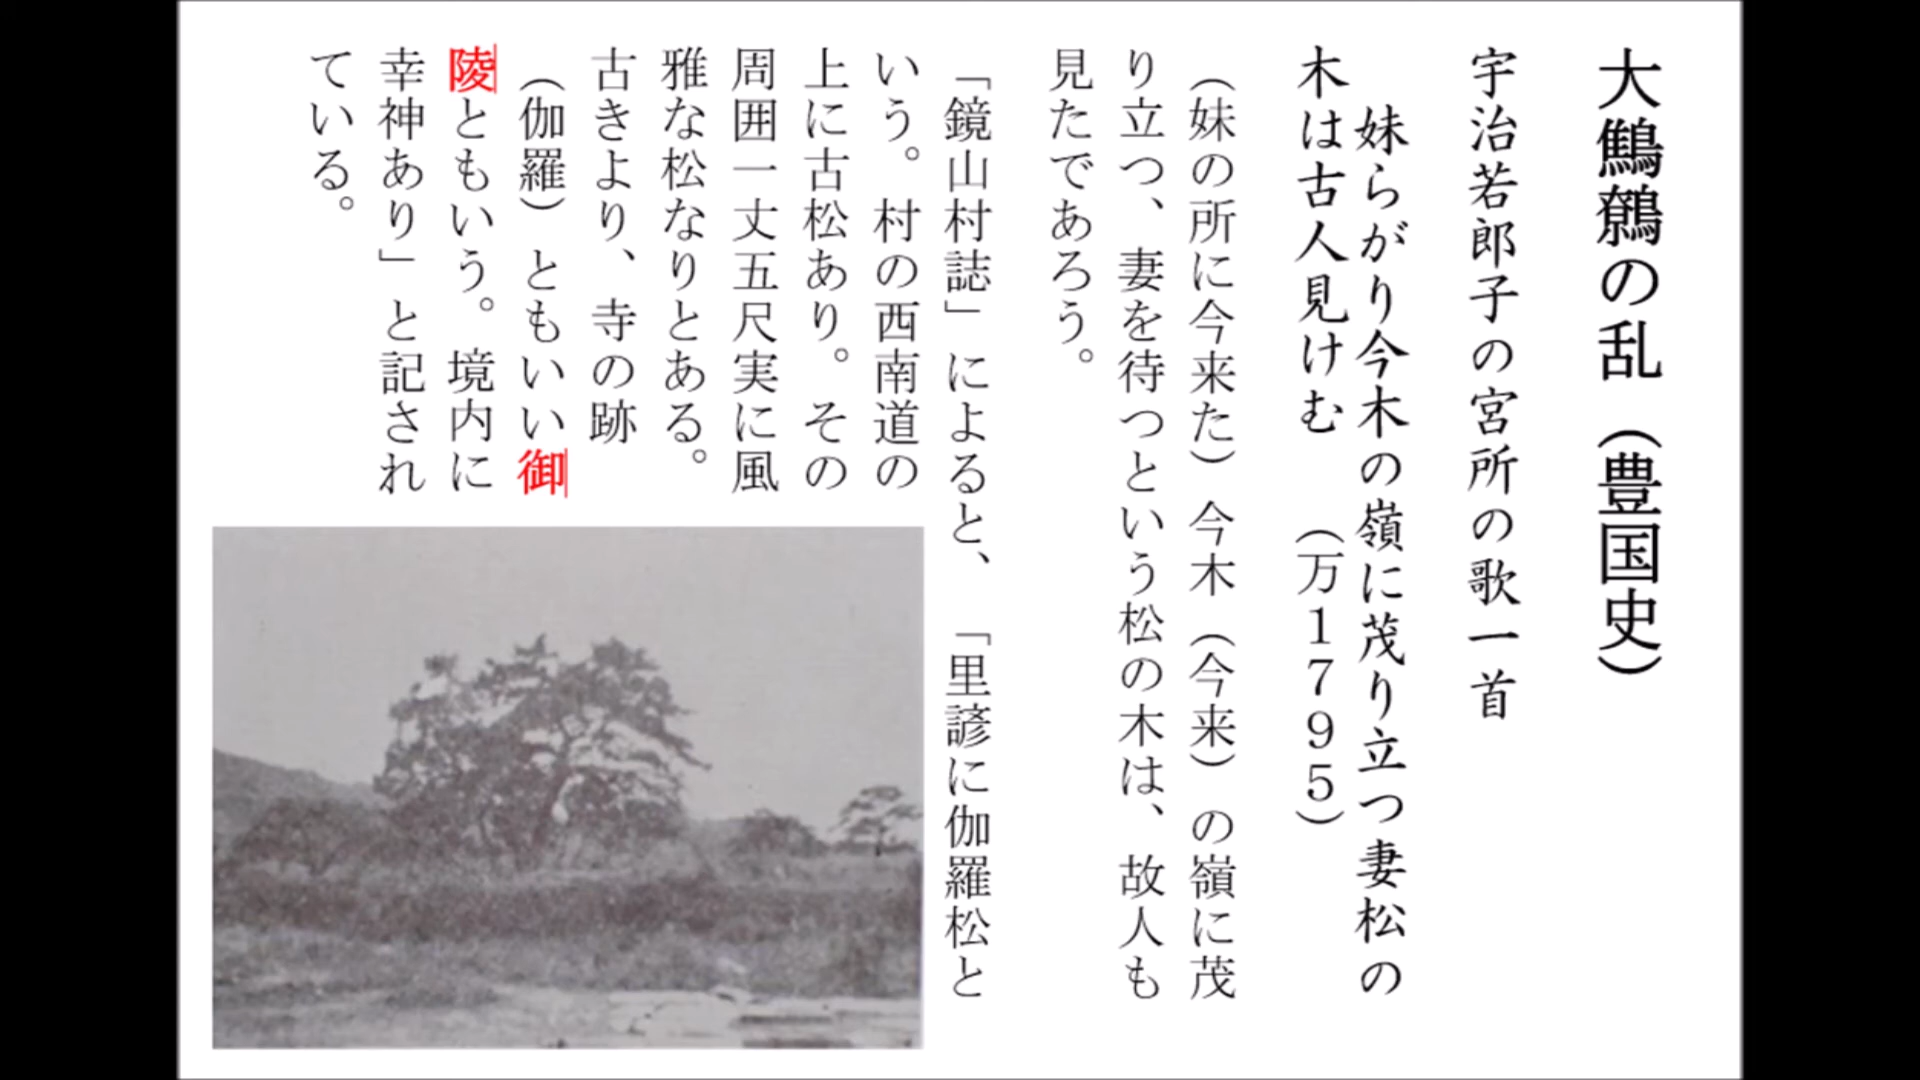 大鷦鷯の乱（豊国史）
宇治若郎子の宮所の歌一首
妹らがり今木の嶺に茂り立つ妻松の
木は古人見けむ　（万１７９５）
（妹の所に今来た）今木（今来）の嶺に茂
り立つ、妻を待つという松の木は、故人も
見たであろう。
「鏡山村誌」によると、「里諺に伽羅松と
いう。村の西南道の
上に古松あり。その
周囲一丈五尺実に風
雅な松なりとある。
古きより、寺の跡
（伽羅）ともいい御
陵ともいう。境内に
幸神あり」と記され
ている。